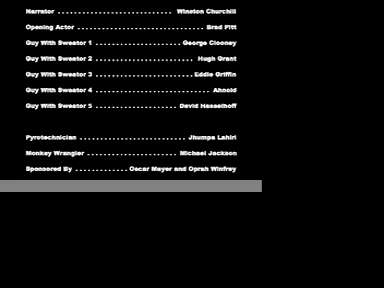 Narrator ............................ Winston Churchill
Opening Actor ............................... Brad Pitt
Guy With Sweater 1 ..................... George Clooney
Guy With Sweater 2 ........................ Hugh Grant
Guy With Sweater 3 ........................ Eddie Griffin
Guy With Sweater 4 ............................ Ahnold
Guy With Sweater 5 ..................... David Hasselhoff
Pyrotechnician .......................... Jhumpa Lahiri
Monkey Wrangler ...................... Michael Jackson
Sponsored By ............. Oscar Mayer and Oprah Winfrey